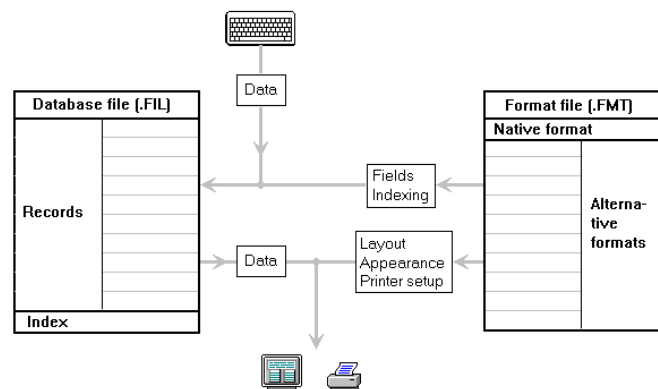 Data
Database file (.FIL)
Records
Index
Format file (.FMT)
Native format
Alterna-
tive
formats
Fields
Indexing
Data
Layout
Appearance
Printer setup